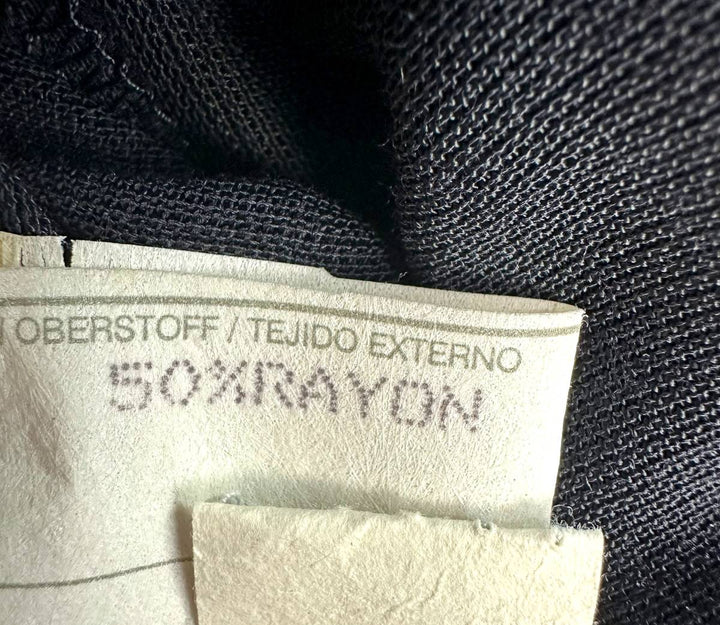 OBERSTOFF / TEJIDO EXTERNO
50%RAYON